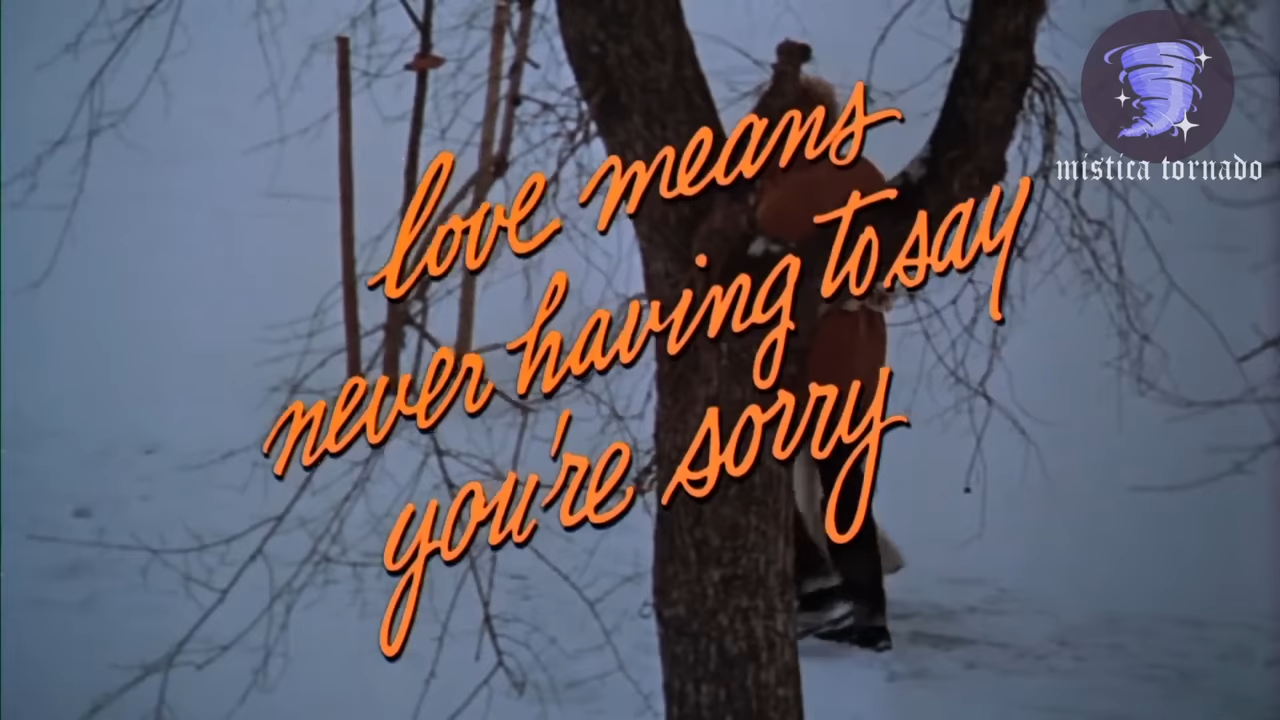 mistica tornado
love means
never having to say
you're sorry